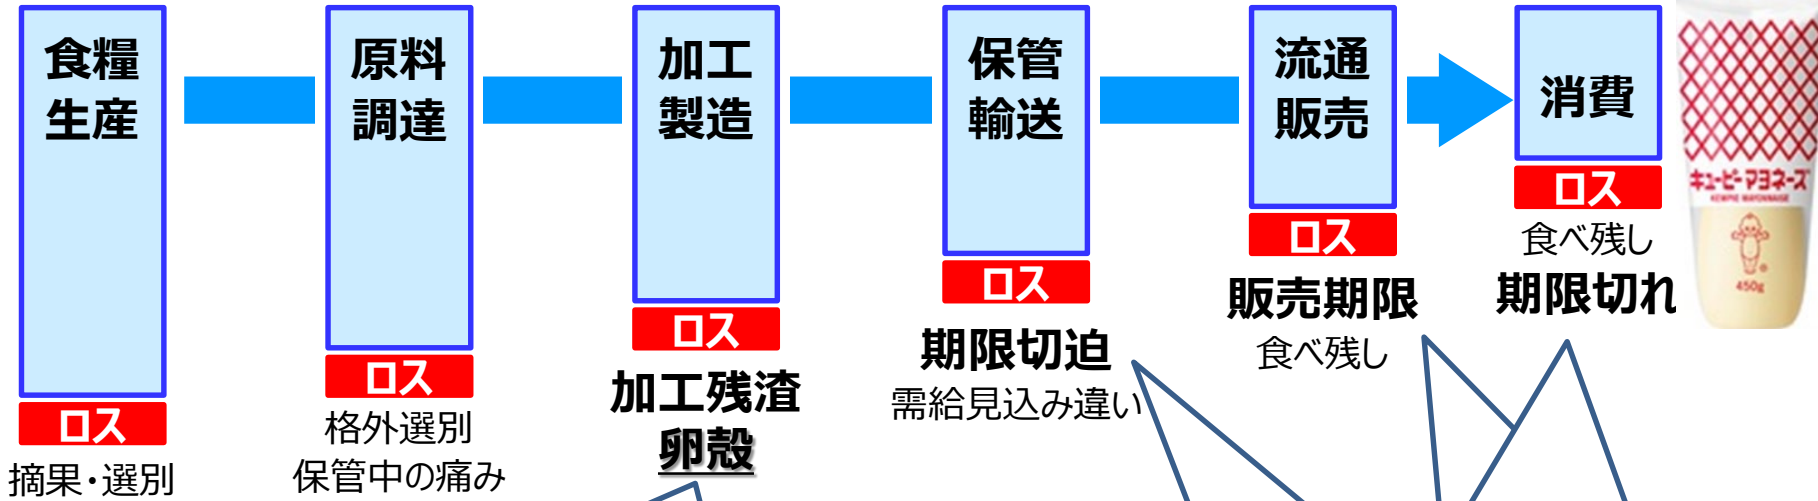 食糧
生産
ロス
摘果・選別
原料
調達
ロス
格外選別
保管中の痛み
加工
製造
ロス
加工残渣
卵殻
保管
輸送
ロス
期限切迫
需給見込み違い
流通
販売
ロス
販売期限
食べ残し
消費
ロス
食べ残し
期限切れ
キユーピーマヨネーズ
KEWPIE MAYONNAISE
450g